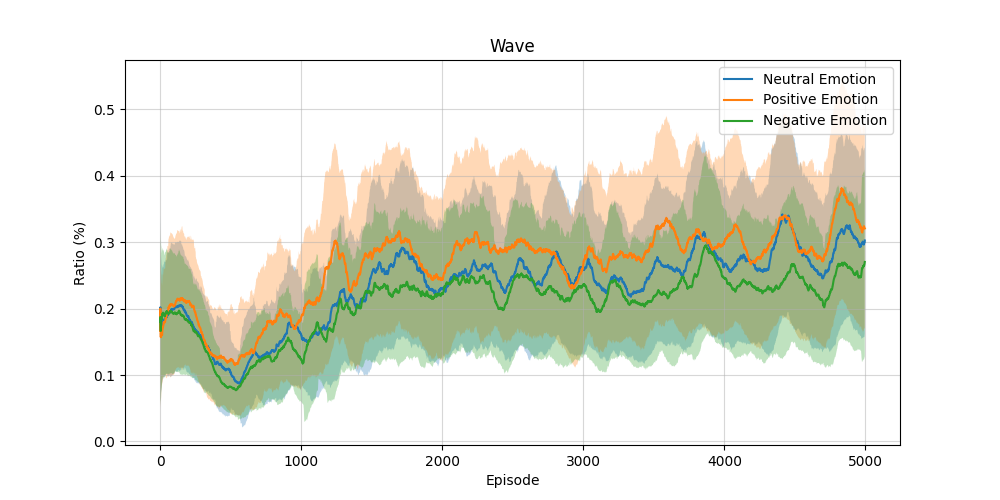 Wave
Neutral Emotion
Positive Emotion
Negative Emotion
Ratio (%)
0.5
0.4
0.3
0.2
0.1
0.0
0 1000 2000 3000 4000 5000
Episode